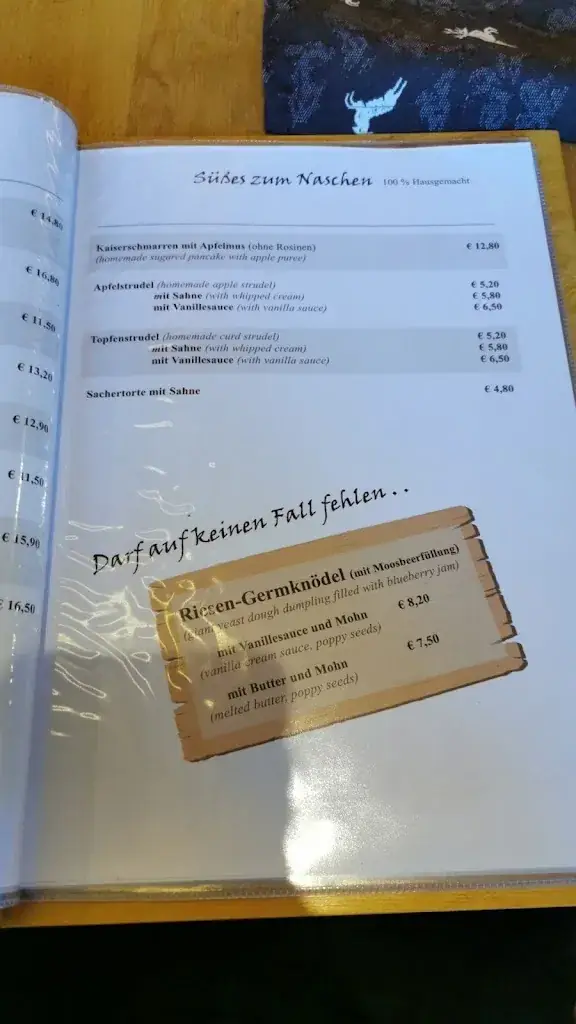 € 14,80
€ 16,80
€ 11,50
€ 13,20
€ 12,90
€ 11,50
€ 15,90
€ 16,50
Süßes zum Naschen 100 % Hausgemacht
Kaiserschmarren mit Apfelmus (ohne Rosinen) € 12,80
(homemade sugared pancake with apple puree)
Apfelstrudel (homemade apple strudel) € 5,20
mit Sahne (with whipped cream) € 5,80
mit Vanillesauce (with vanilla sauce) € 6,50
Topfenstrudel (homemade curd strudel) € 5,20
mit Sahne (with whipped cream) € 5,80
mit Vanillesauce (with vanilla sauce) € 6,50
Sachertorte mit Sahne € 4,80
Darf auf keinen Fall fehlen . .
Riesen-Germknödel (mit Moosbeerfüllung)
(giant yeast dough dumpling filled with blueberry jam)
mit Vanillesauce und Mohn € 8,20
(vanilla cream sauce, poppy seeds)
mit Butter und Mohn € 7,50
(melted butter, poppy seeds)